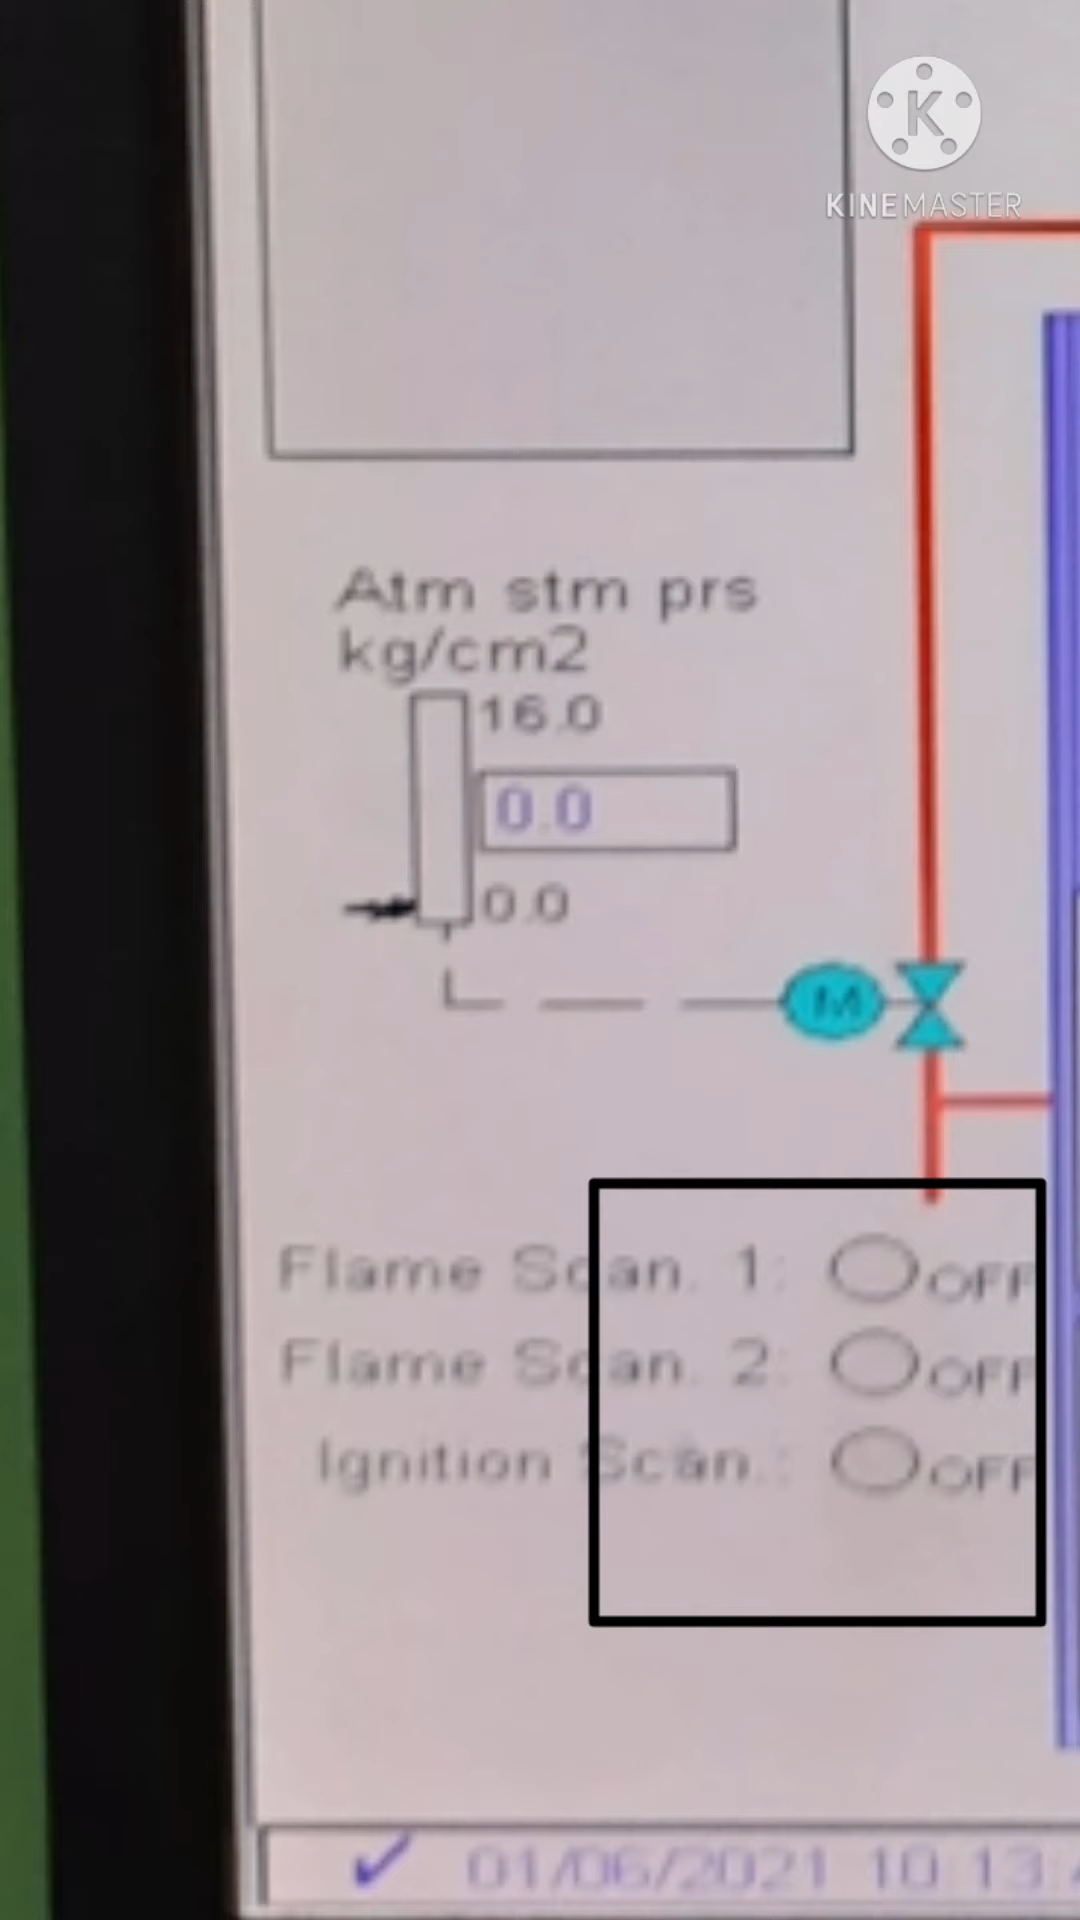 K
KINEMASTER
Atm stm prs
kg/cm2
16.0
0.0
0.0
M
Flame Scan. 1: OFF
Flame Scan. 2: OFF
Ignition Scan.: OFF
✓ 01/06/2021 10:13: